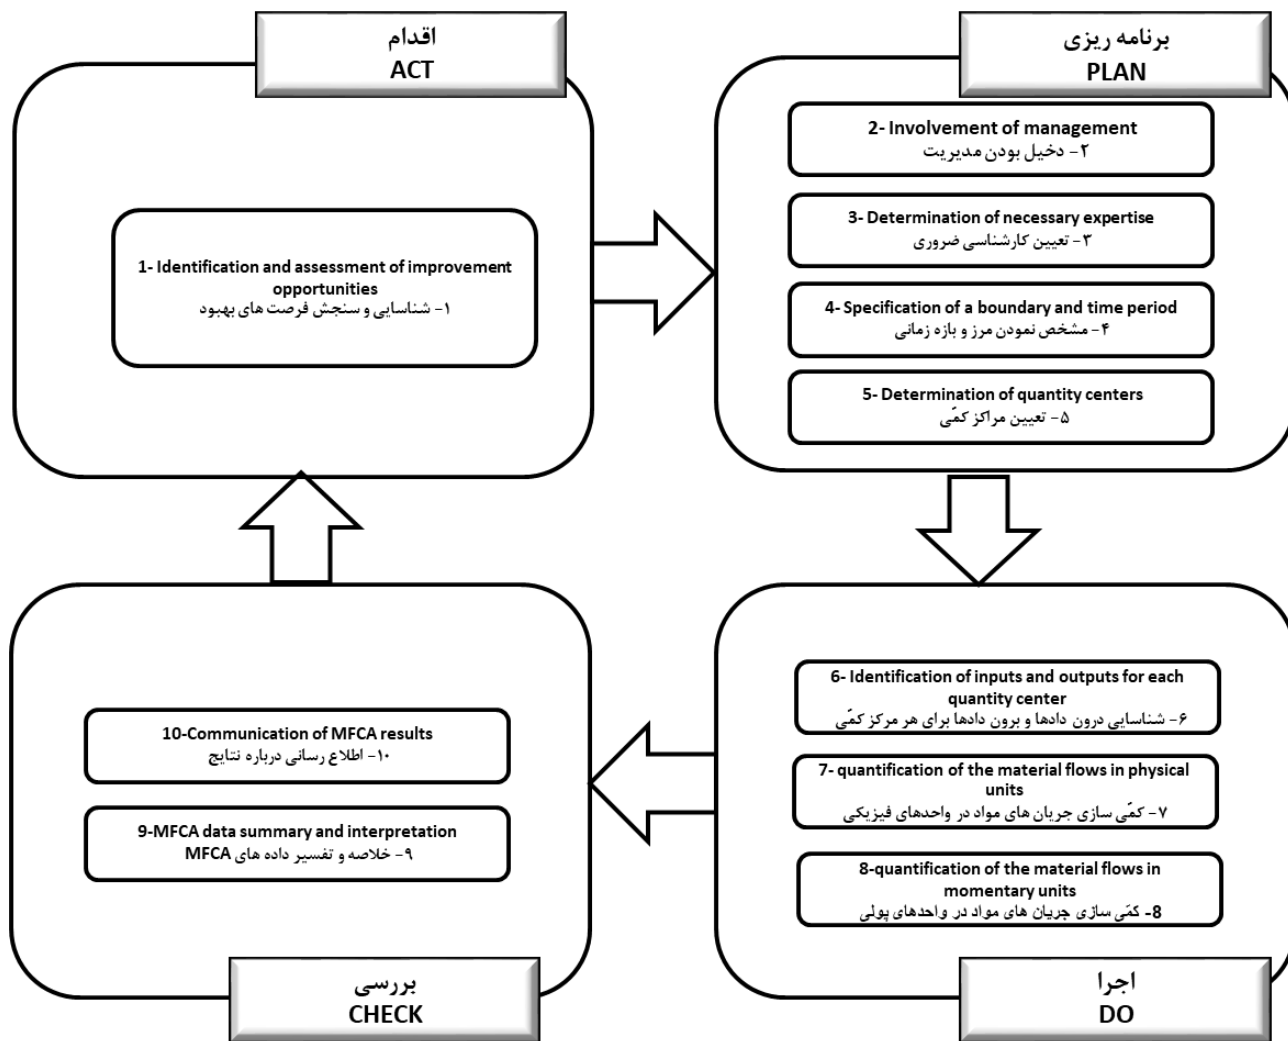 اقدام
ACT
1- Identification and assessment of improvement
opportunities
۱- شناسایی و سنجش فرصت های بهبود
برنامه ریزی
PLAN
2- Involvement of management
۲- دخیل بودن مدیریت
3- Determination of necessary expertise
۳- تعیین کارشناسی ضروری
4- Specification of a boundary and time period
۴- مشخص نمودن مرز و بازه زمانی
5- Determination of quantity centers
۵- تعیین مراکز کمّی
6- Identification of inputs and outputs for each
quantity center
۶- شناسایی درون دادها و برون دادها برای هر مرکز کمّی
7- quantification of the material flows in physical
units
۷- کمّی سازی جریان های مواد در واحدهای فیزیکی
8-quantification of the material flows in
momentary units
8- کمّی سازی جریان های مواد در واحدهای پولی
اجرا
DO
10-Communication of MFCA results
۱۰- اطلاع رسانی درباره نتایج
9-MFCA data summary and interpretation
۹- خلاصه و تفسیر داده های MFCA
بررسی
CHECK